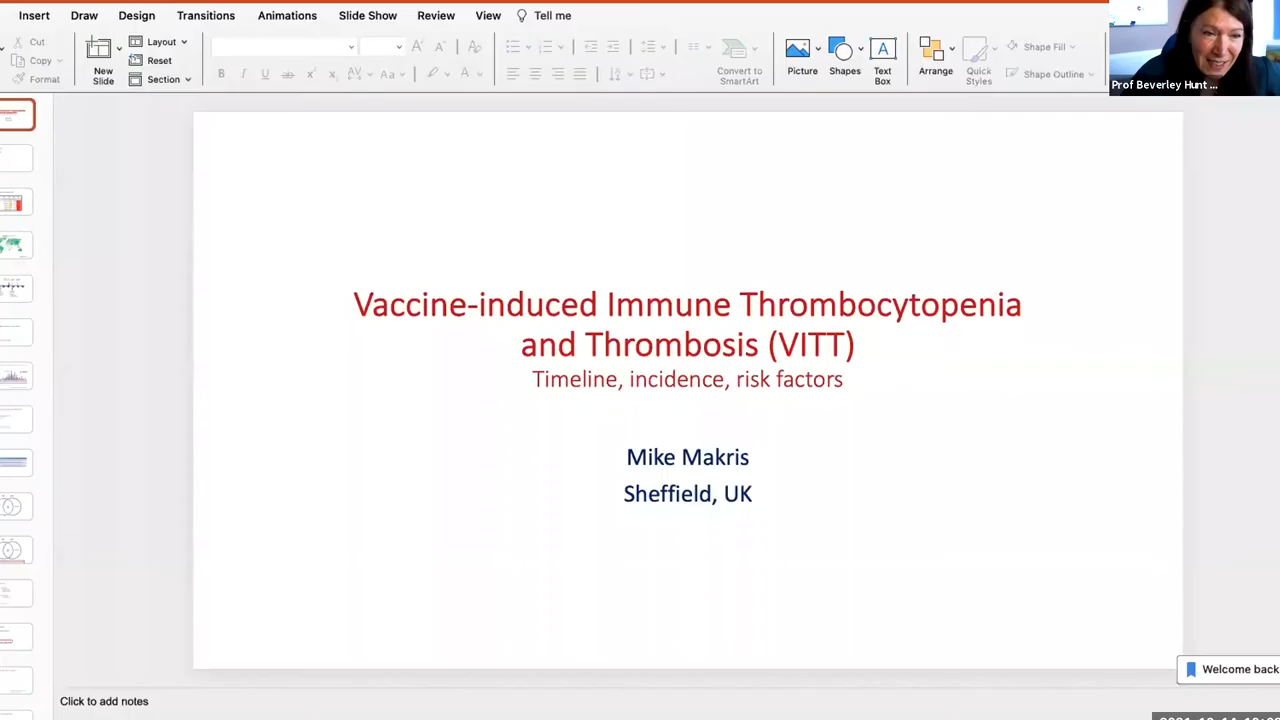 Insert Draw Design Transitions Animations Slide Show Review View Tell me
Cut
Copy
Format
New
Slide
Layout
Reset
Section
Convert to
SmartArt
Picture
Shapes
Text
Box
Arrange
Quick
Styles
Shape Fill
Shape Outline
Prof Beverley Hunt ...
Vaccine-induced Immune Thrombocytopenia
and Thrombosis (VITT)
Timeline, incidence, risk factors
Mike Makris
Sheffield, UK
Welcome back
Click to add notes